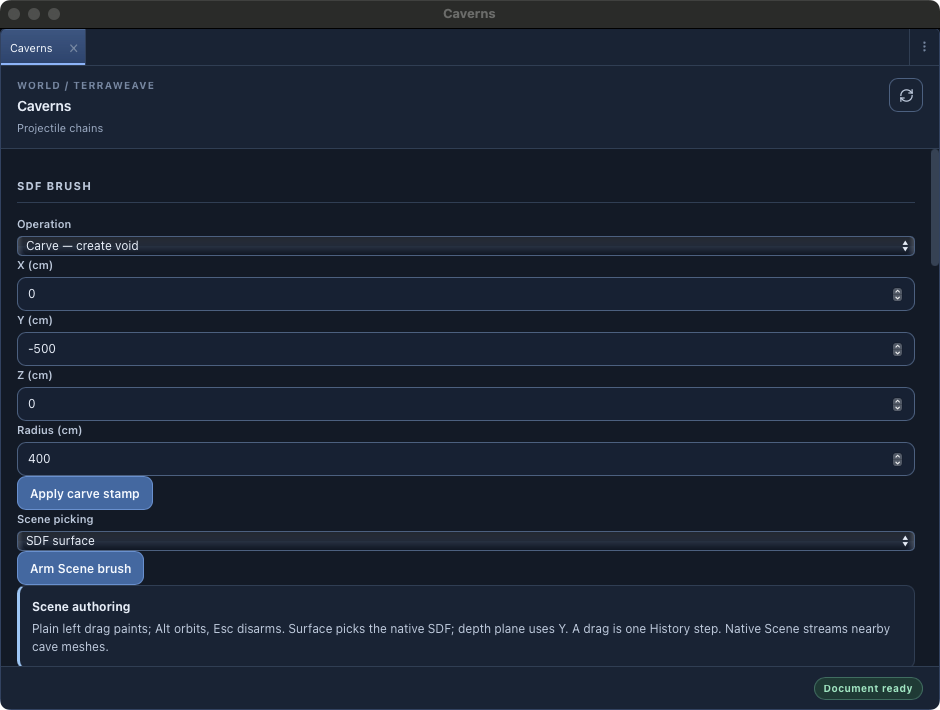 Caverns
Caverns
WORLD / TERRAWEAVE
Caverns
Projectile chains
SDF BRUSH
Operation
Carve — create void
X (cm)
0
Y (cm)
-500
Z (cm)
0
Radius (cm)
400
Apply carve stamp
Scene picking
SDF surface
Arm Scene brush
Scene authoring
Plain left drag paints; Alt orbits, Esc disarms. Surface picks the native SDF; depth plane uses Y. A drag is one History step. Native Scene streams nearby
cave meshes.
Document ready